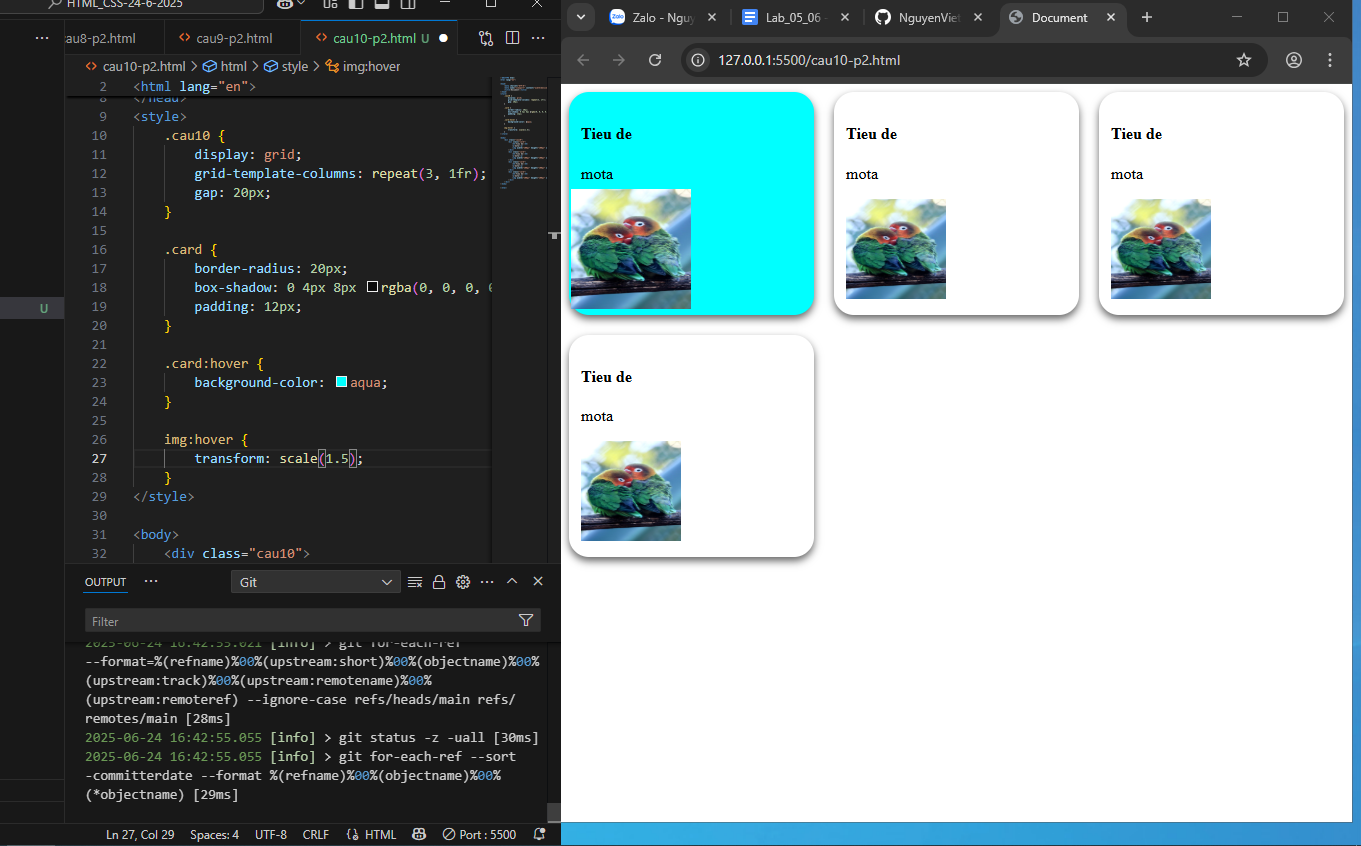 HTML_CSS-24-6-2025
au8-p2.html
cau9-p2.html
cau10-p2.html U
cau10-p2.html > html > style > img:hover
2 <html lang="en">
8 </head>
9 <style>
10 .cau10 {
11 display: grid;
12 grid-template-columns: repeat(3, 1fr);
13 gap: 20px;
14 }
15
16 .card {
17 border-radius: 20px;
18 box-shadow: 0 4px 8px rgba(0, 0, 0, 0
19 padding: 12px;
20 }
21
22 .card:hover {
23 background-color: aqua;
24 }
25
26 img:hover {
27 transform: scale(1.5);
28 }
29 </style>
30
31 <body>
32 <div class="cau10">
U
OUTPUT
Git
Filter
2025-06-24 16:42:55.021 [info] > git for-each-ref
--format=%(refname)%00%(upstream:short)%00%(objectname)%00%
(upstream:track)%00%(upstream:remotename)%00%
(upstream:remoteref) --ignore-case refs/heads/main refs/
remotes/main [28ms]
2025-06-24 16:42:55.055 [info] > git status -z -uall [30ms]
2025-06-24 16:42:55.055 [info] > git for-each-ref --sort
-committerdate --format %(refname)%00%(objectname)%00%
(*objectname) [29ms]
Ln 27, Col 29
Spaces: 4
UTF-8
CRLF
HTML
Port : 5500
Zalo - Nguy
Lab_05_06 -
NguyenViet
Document
127.0.0.1:5500/cau10-p2.html
Tieu de
mota
Tieu de
mota
Tieu de
mota
Tieu de
mota